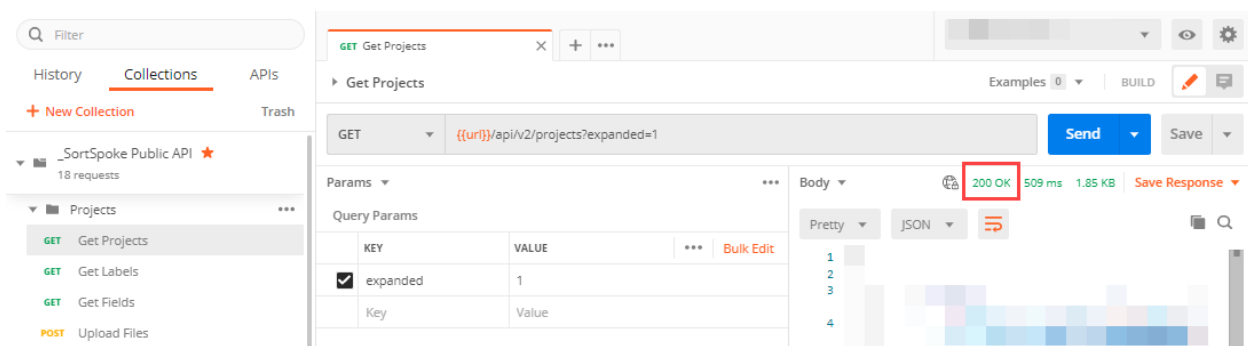 Filter
History Collections APIs
+ New Collection Trash
_SortSpoke Public API
18 requests
Projects
GET Get Projects
GET Get Labels
GET Get Fields
POST Upload Files
GET Get Projects
Get Projects
Examples 0 BUILD
GET {{url}}/api/v2/projects?expanded=1 Send Save
Params
Query Params
KEY VALUE Bulk Edit
expanded 1
Key Value
Body 200 OK 509 ms 1.85 KB Save Response
Pretty JSON
1
2
3
4